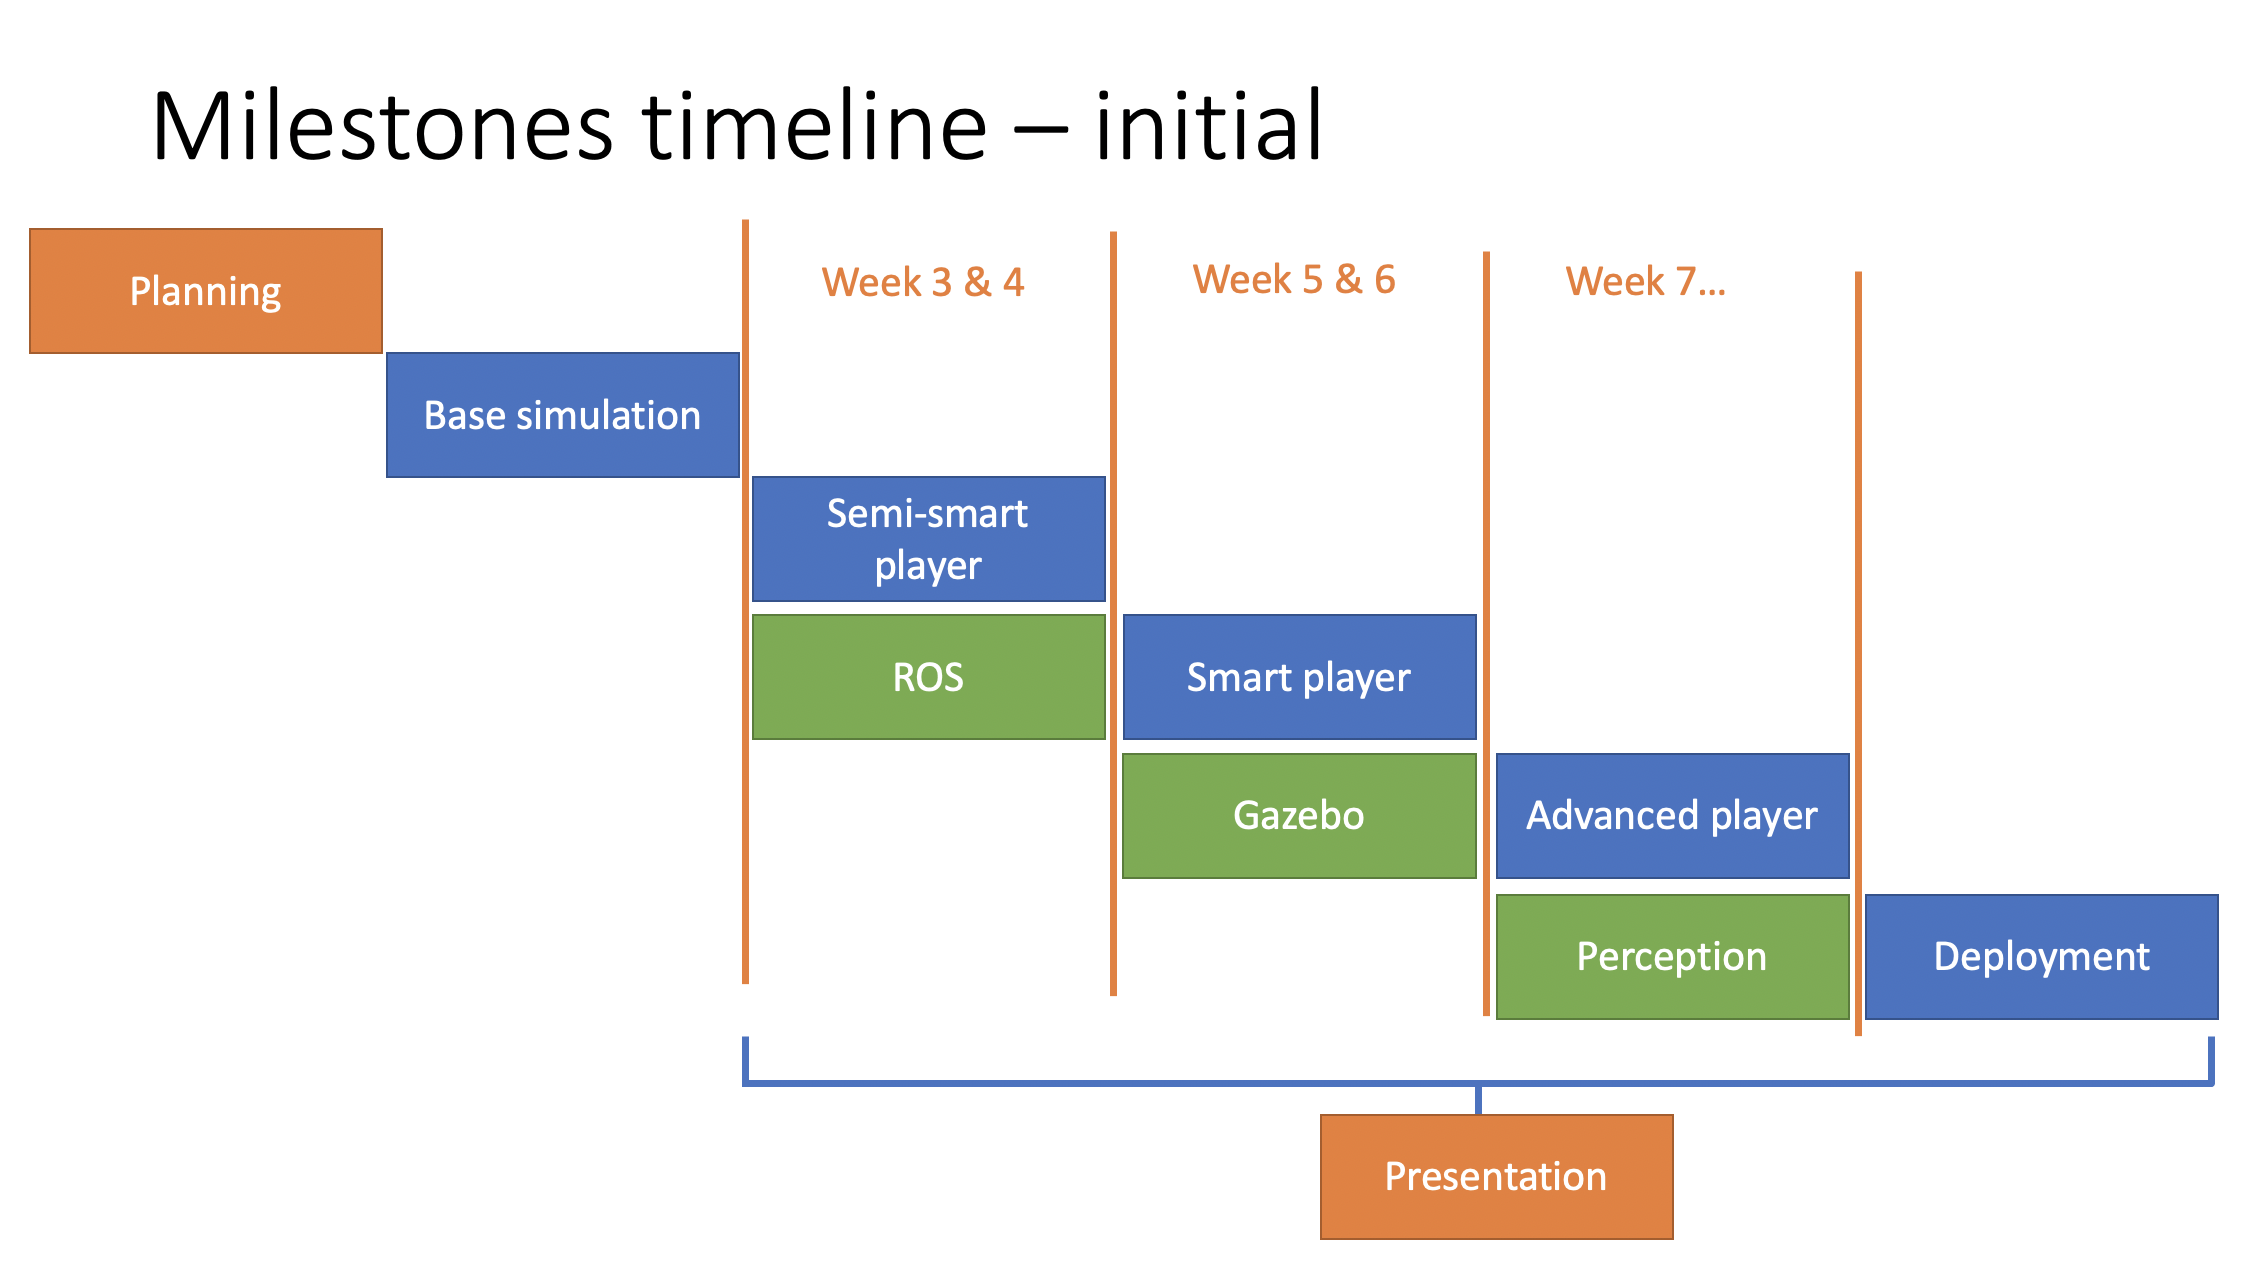 Milestones timeline – initial
Planning
Week 3 & 4
Week 5 & 6
Week 7...
Base simulation
Semi-smart
player
ROS
Smart player
Gazebo
Advanced player
Perception
Deployment
Presentation